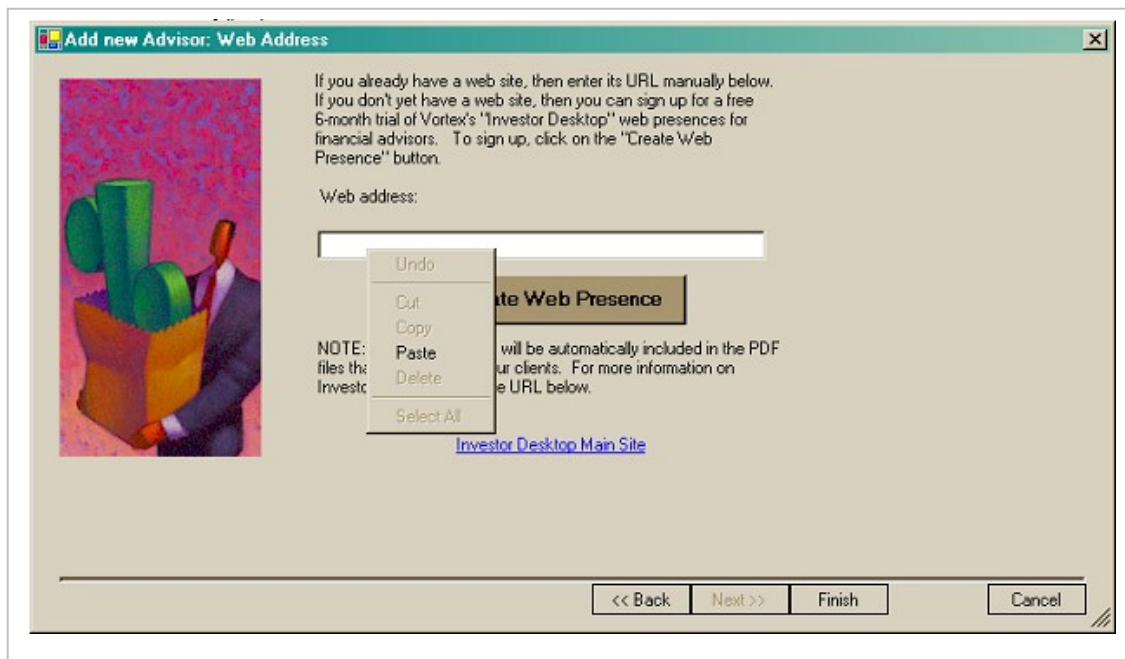 Add new Advisor: Web Address
If you already have a web site, then enter its URL manually below.
If you don't yet have a web site, then you can sign up for a free
6-month trial of Vortex's "Investor Desktop" web presences for
financial advisors. To sign up, click on the "Create Web
Presence" button.
Web address:
Undo
Cut
Copy
Paste
Delete
Select All
Web Presence
NOTE: will be automatically included in the PDF
files clients. For more information on
URL below.
Investor Desktop Main Site
<< Back Next >> Finish Cancel